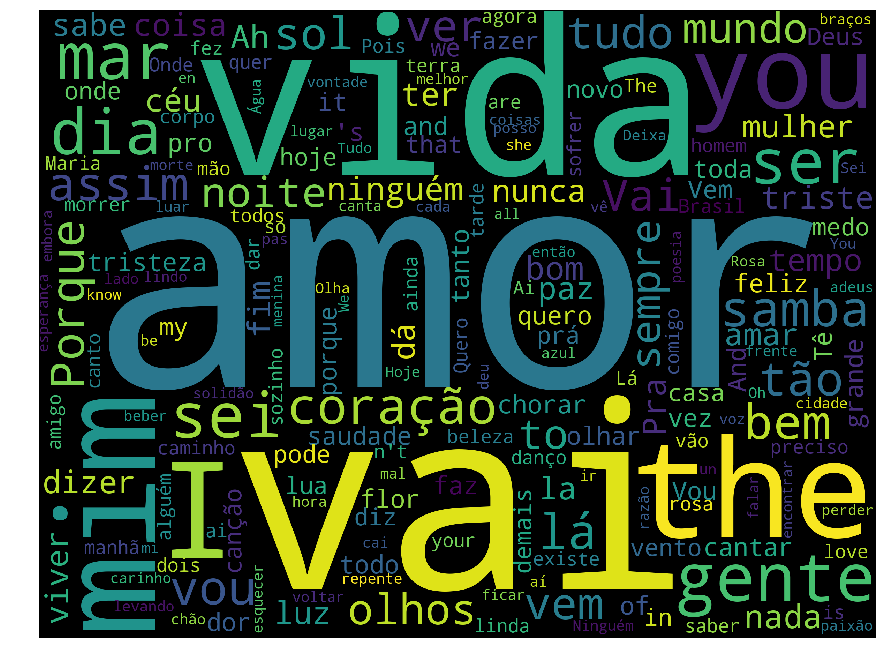 sabe coisa Ah sol vida ver agora braços
mar fez quer Pois we fazer tudo mundo Deus
onde Onde en vontade terra melhor you
céu Água it ter are novo The
dia corpo lugar 's and that coisas posso sofrer Deixa mulher
pro hoje Tudo she homem
Maria morte mão toda ser Sei
assim noite ninguém nunca Vai Vem triste
morrer luar todos canta cada tarde all vê Brasil medo
embora só pas então poesia You
Porque tristeza dar amor tanto bom sempre Rosa tempo
lado lindo menina Olha ainda Ai paz feliz adeus
esperança know fim We quero comigo samba
my porque dá Quero prá amar frente
be azul Tê
canto sozinho Hoje deu Lá And tão grande
solidão casa Oh cidade
mim sei coração chorar Pra bem
amigo beber saudade beleza to olhar vez voz
caminho n't danço vão preciso
I pode mal vai in the un
dizer lua hora flor faz la Vou rosa falar
alguém canção diz demais razão encontrar perder
viver • ai cai your lá vento cantar
manhã mi dois todo existe love
carinho vou repente aí gente
levando voltar ficar
chão dor esquecer luz olhos linda vem of in nada is
Ninguém saber paixão